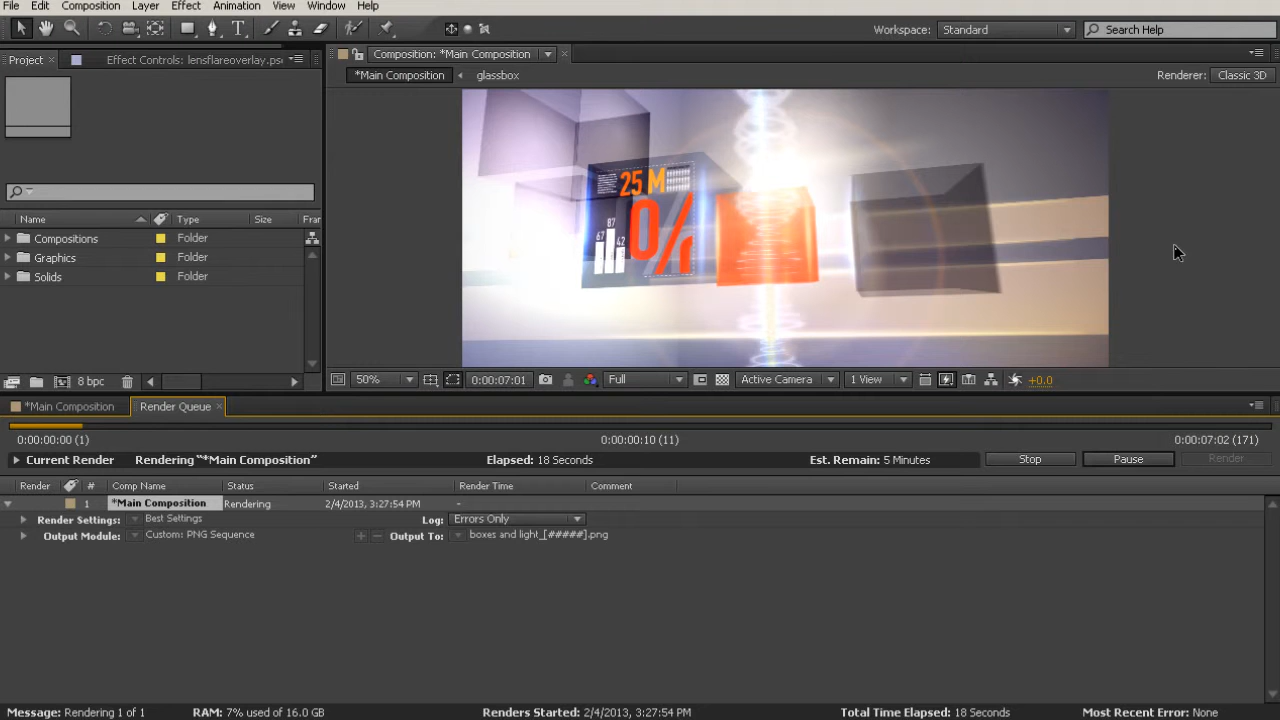 File Edit Composition Layer Effect Animation View Window Help
Workspace: Standard Search Help
Project × Effect Controls: lensflareoverlay.ps
Composition: *Main Composition ×
*Main Composition glassbox Renderer: Classic 3D
25 M
87
67
42
0%
Name Type Size Frar
Compositions Folder
Graphics Folder
Solids Folder
8 bpc 50% 0:00:07:01 Full Active Camera 1 View +0.0
*Main Composition Render Queue ×
0:00:00:00 (1) 0:00:00:10 (11) 0:00:07:02 (171)
Current Render Rendering "*Main Composition" Elapsed: 18 Seconds Est. Remain: 5 Minutes Stop Pause Render
Render # Comp Name Status Started Render Time Comment
1 *Main Composition Rendering 2/4/2013, 3:27:54 PM -
Render Settings: Best Settings Log: Errors Only
Output Module: Custom: PNG Sequence + − Output To: boxes and light_[#####].png
Message: Rendering 1 of 1 RAM: 7% used of 16.0 GB Renders Started: 2/4/2013, 3:27:54 PM Total Time Elapsed: 18 Seconds Most Recent Error: None